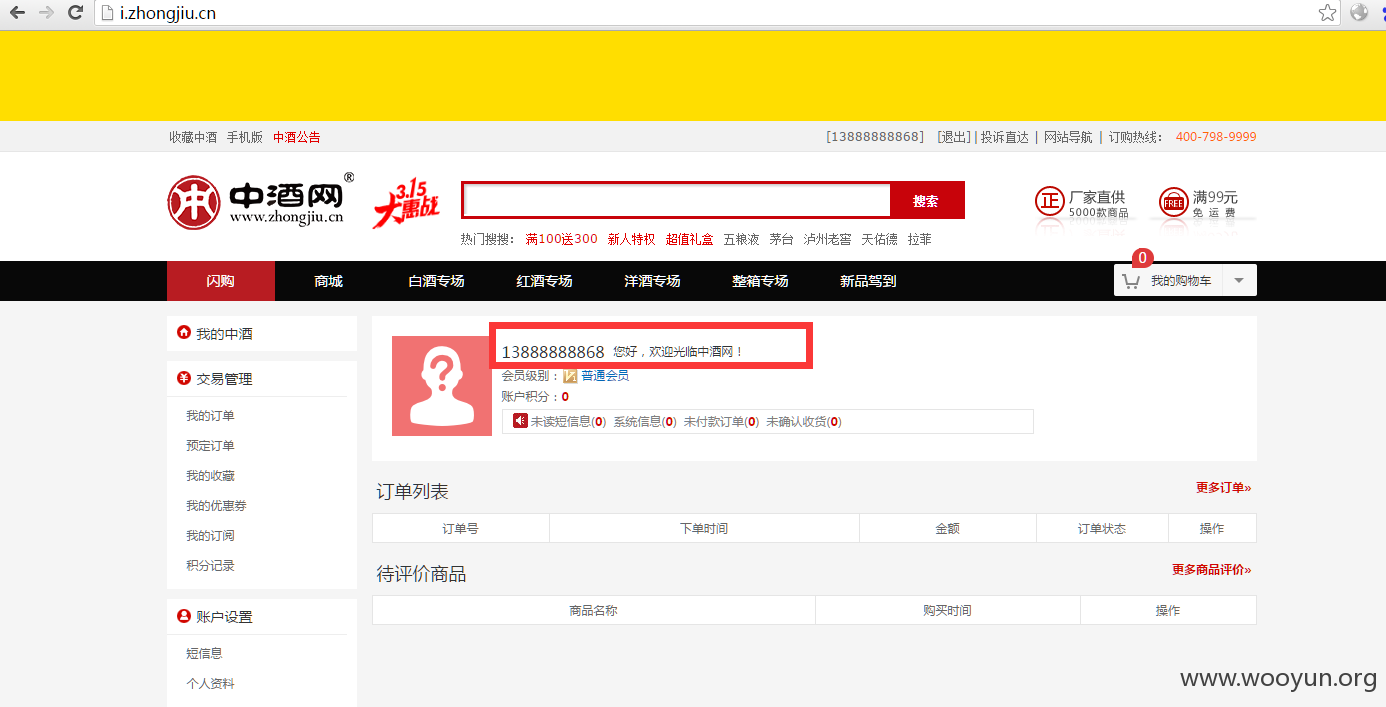 i.zhongjiu.cn
收藏中酒 手机版 中酒公告 [13888888868] [退出] | 投诉直达 | 网站导航 | 订购热线： 400-798-9999
中酒网® www.zhongjiu.cn
3.15大惠战
搜索
厂家直供 5000款商品
FREE 满99元 免 运 费
热门搜搜： 满100送300 新人特权 超值礼盒 五粮液 茅台 泸州老窖 天佑德 拉菲
闪购 商城 白酒专场 红酒专场 洋酒专场 整箱专场 新品驾到 0 我的购物车
我的中酒
交易管理
我的订单
预定订单
我的收藏
我的优惠券
我的订阅
积分记录
账户设置
短信息
个人资料
13888888868 您好，欢迎光临中酒网！
会员级别： 普通会员
账户积分：0
未读短信息(0) 系统信息(0) 未付款订单(0) 未确认收货(0)
订单列表 更多订单»
订单号 下单时间 金额 订单状态 操作
待评价商品 更多商品评价»
商品名称 购买时间 操作
www.wooyun.org